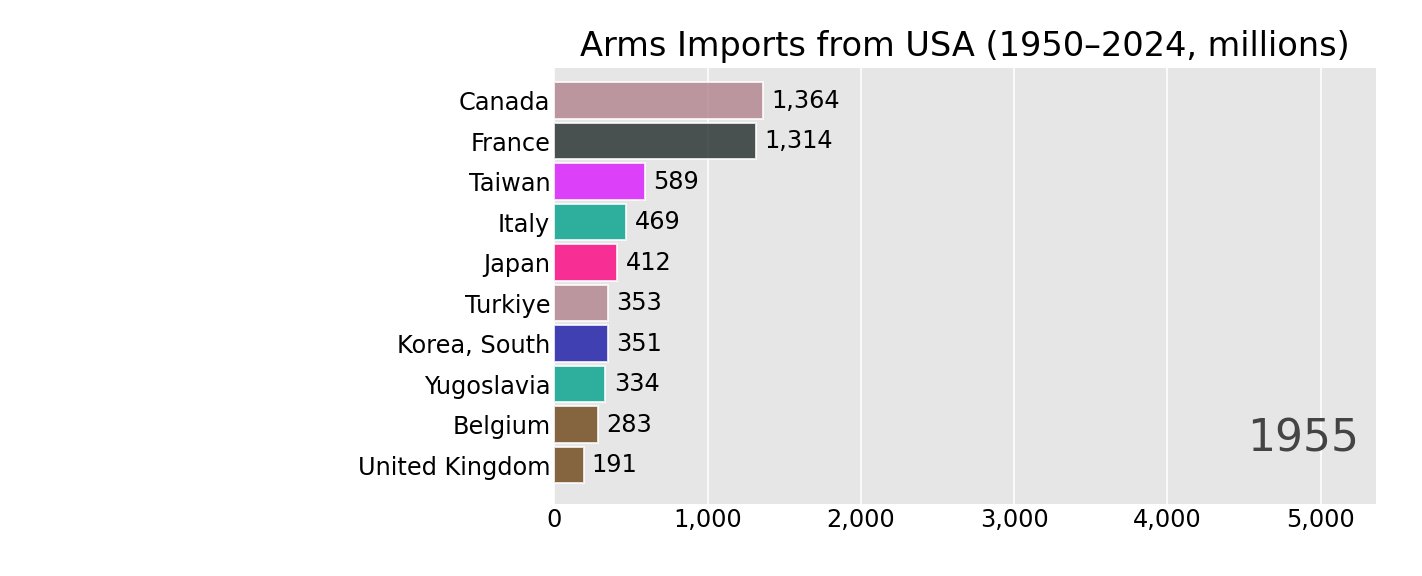 Arms Imports from USA (1950–2024, millions)
Canada 1,364
France 1,314
Taiwan 589
Italy 469
Japan 412
Turkiye 353
Korea, South 351
Yugoslavia 334
Belgium 283
United Kingdom 191
1955
0 1,000 2,000 3,000 4,000 5,000